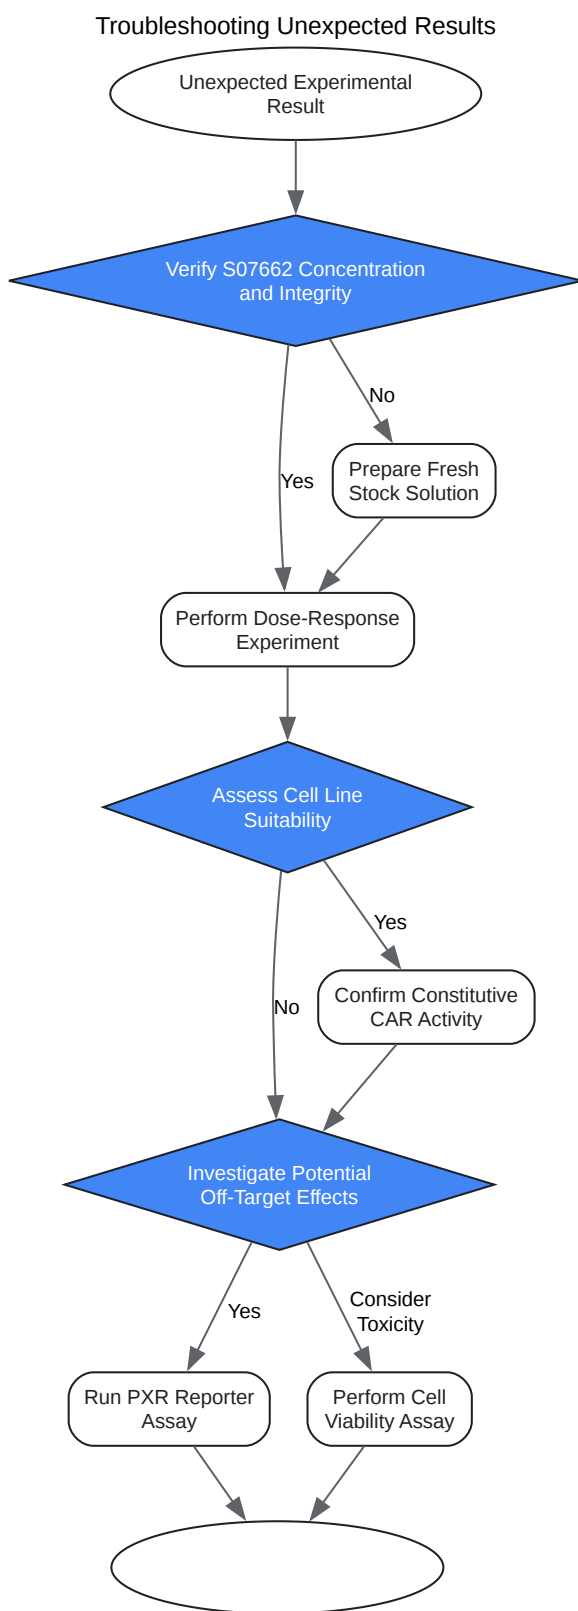 Troubleshooting Unexpected Results
Unexpected Experimental
Result
Verify S07662 Concentration
and Integrity
No
Prepare Fresh
Stock Solution
Yes
Perform Dose-Response
Experiment
Assess Cell Line
Suitability
Yes
Confirm Constitutive
CAR Activity
No
Investigate Potential
Off-Target Effects
Yes
Consider
Toxicity
Run PXR Reporter
Assay
Perform Cell
Viability Assay